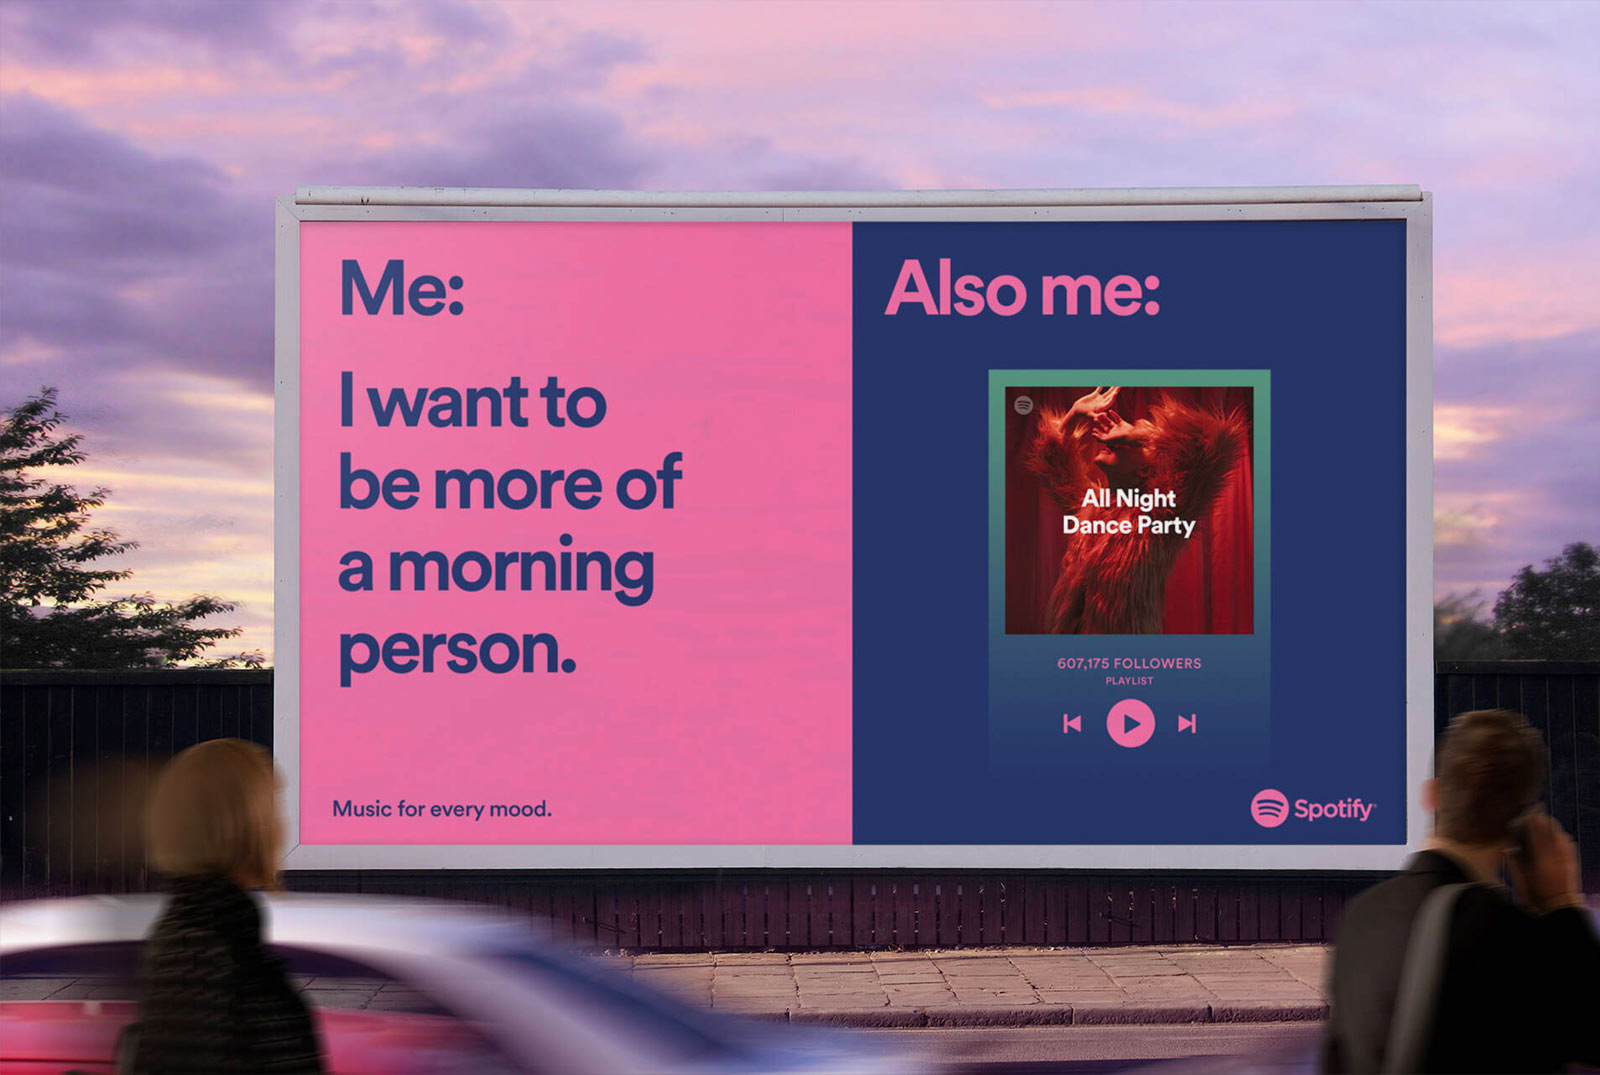 Me:
I want to
be more of
a morning
person.
Music for every mood.
Also me:
All Night
Dance Party
607,175 FOLLOWERS
PLAYLIST
Spotify®